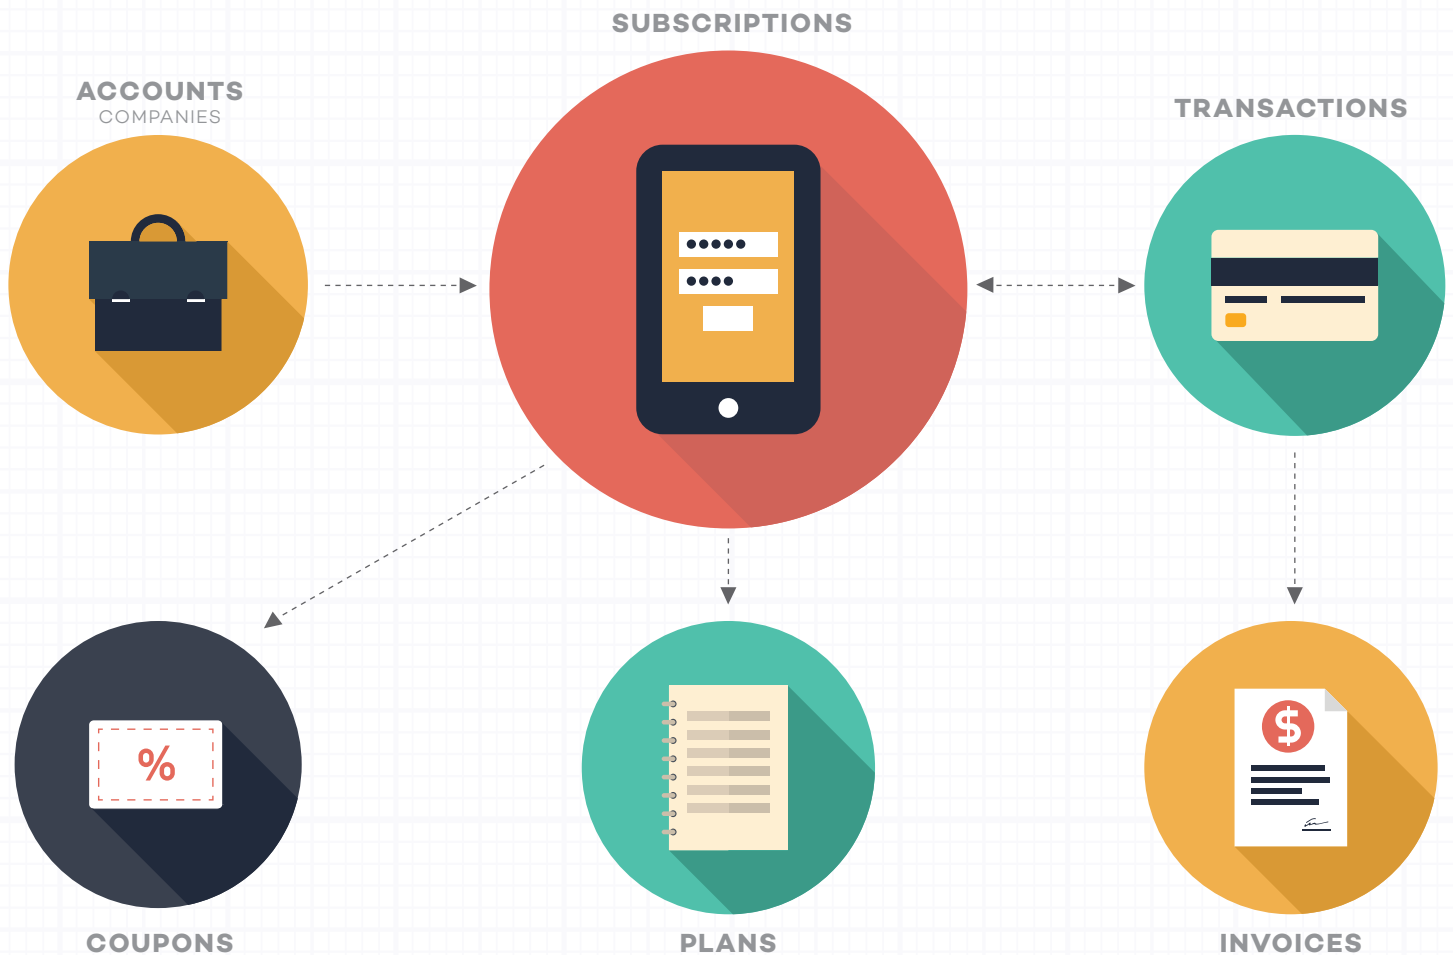 SUBSCRIPTIONS
ACCOUNTS
COMPANIES
TRANSACTIONS
%
$
COUPONS
PLANS
INVOICES